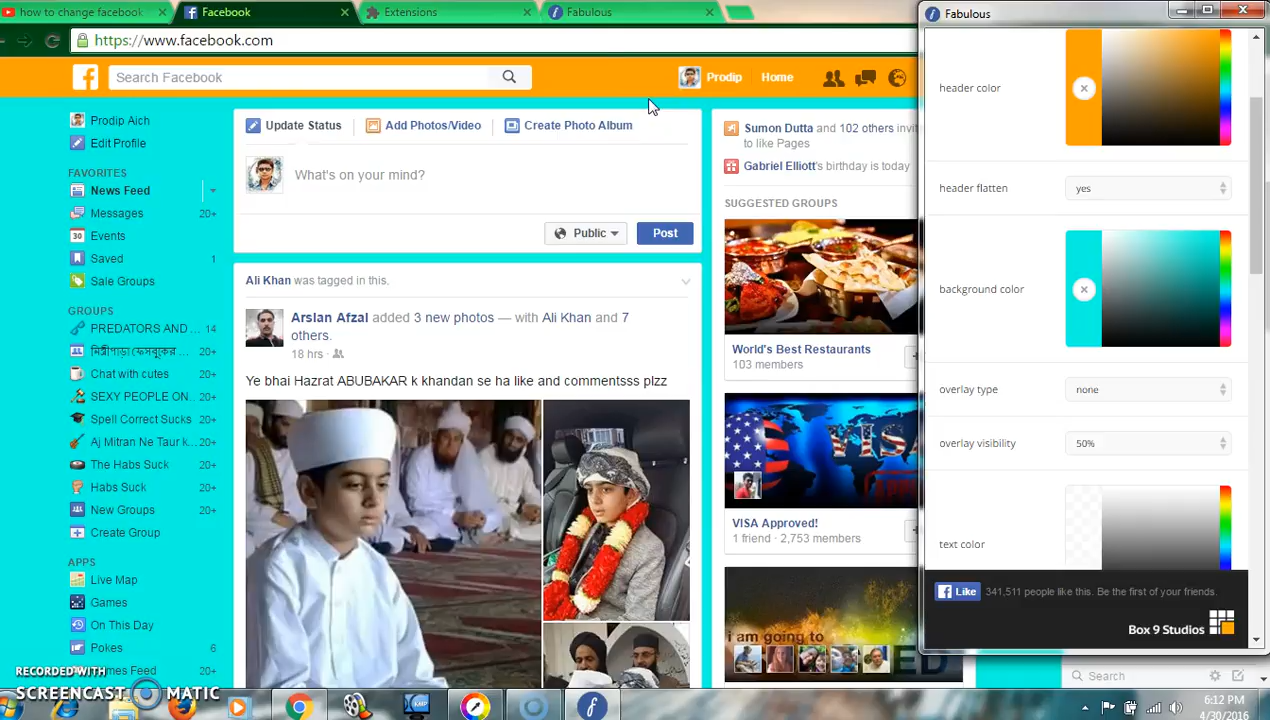 how to change facebook
Facebook
Extensions
Fabulous
Fabulous
https://www.facebook.com
Search Facebook
Prodip
Home
Prodip Aich
Edit Profile
FAVORITES
News Feed
Messages 20+
Events
Saved 1
Sale Groups
GROUPS
PREDATORS AND ... 14
20+
Chat with cutes 20+
SEXY PEOPLE ON... 20+
Spell Correct Sucks 20+
Aj Mitran Ne Taur k... 20+
The Habs Suck 20+
Habs Suck 20+
New Groups 20+
Create Group
APPS
Live Map
Games
On This Day
Pokes 6
Games Feed 20+
Update Status
Add Photos/Video
Create Photo Album
What's on your mind?
Public
Post
Ali Khan was tagged in this.
Arslan Afzal added 3 new photos — with Ali Khan and 7
others.
18 hrs
Ye bhai Hazrat ABUBAKAR k khandan se ha like and commentsss plzz
Sumon Dutta and 102 others
to like Pages
Gabriel Elliott's birthday is today
SUGGESTED GROUPS
World's Best Restaurants
103 members
VISA
VISA Approved!
1 friend · 2,753 members
i am going to
header color
header flatten
yes
background color
overlay type
none
overlay visibility
50%
text color
Like
341,511 people like this. Be the first of your friends.
Box 9 Studios
Search
RECORDED WITH
SCREENCAST MATIC
6:12 PM
4/30/2016